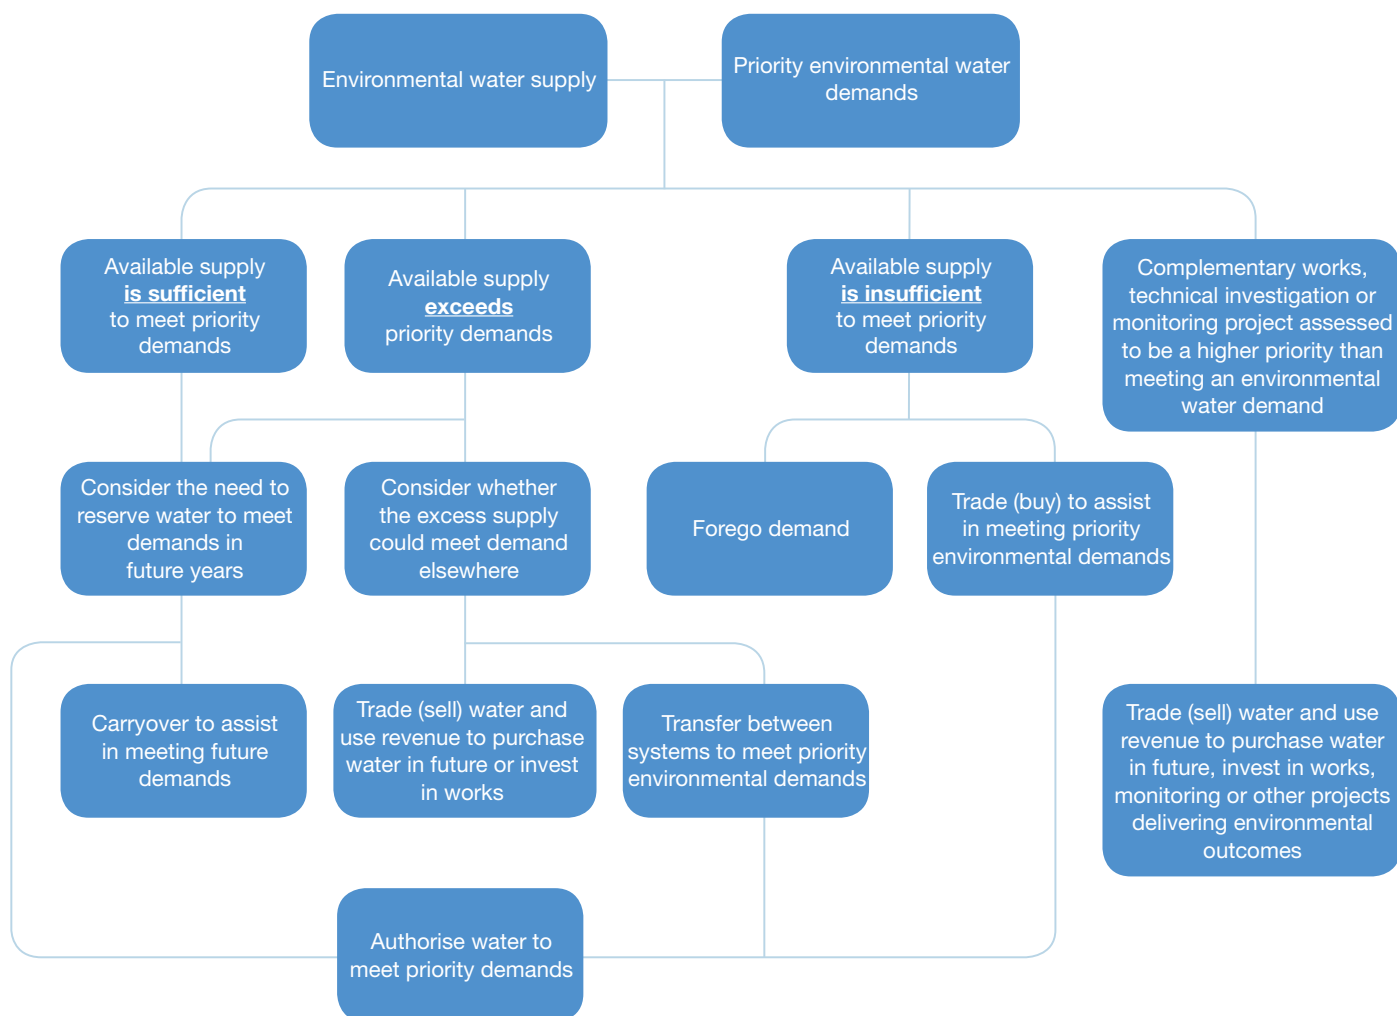 Environmental water supply
Priority environmental water
demands
Available supply
is sufficient
to meet priority
demands
Available supply
exceeds
priority demands
Available supply
is insufficient
to meet priority
demands
Complementary works,
technical investigation or
monitoring project assessed
to be a higher priority than
meeting an environmental
water demand
Consider the need to
reserve water to meet
demands in
future years
Consider whether
the excess supply
could meet demand
elsewhere
Forego demand
Trade (buy) to assist
in meeting priority
environmental demands
Carryover to assist
in meeting future
demands
Trade (sell) water and
use revenue to purchase
water in future or invest
in works
Transfer between
systems to meet priority
environmental demands
Trade (sell) water and use
revenue to purchase water
in future, invest in works,
monitoring or other projects
delivering environmental
outcomes
Authorise water to
meet priority demands